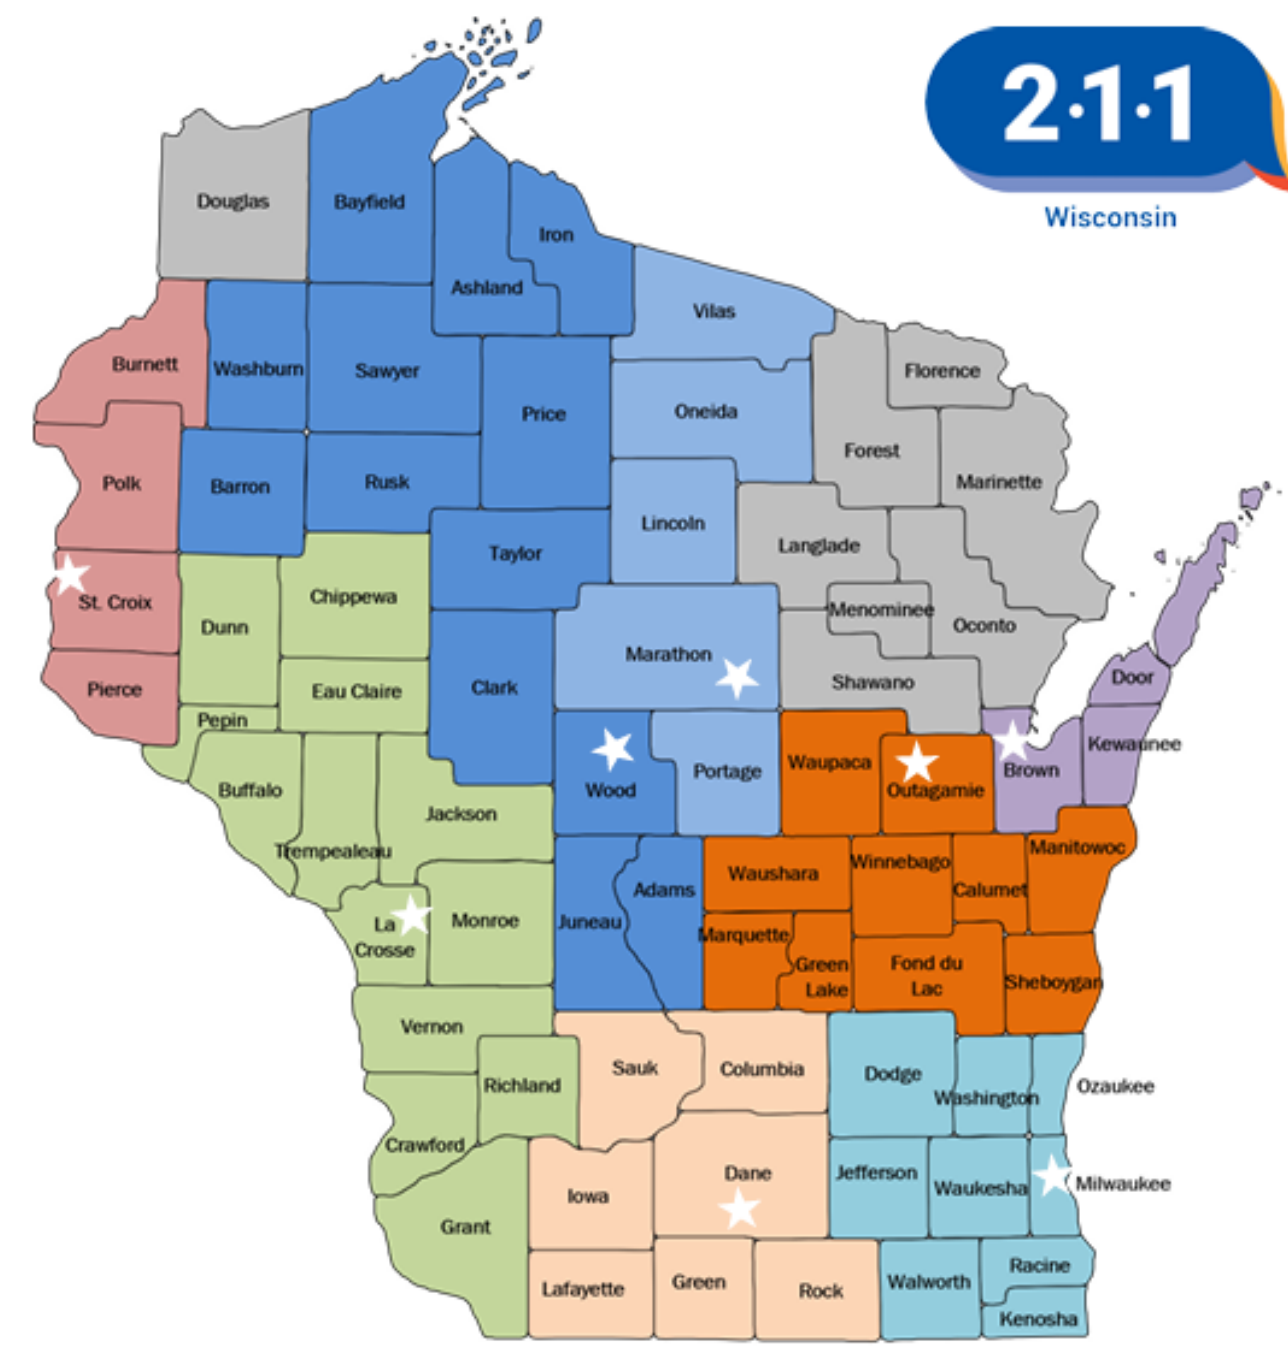 2·1·1
Wisconsin
Douglas
Bayfield
Iron
Ashland
Vilas
Burnett
Washburn
Sawyer
Florence
Price
Oneida
Forest
Polk
Barron
Rusk
Marinette
Lincoln
Taylor
Langlade
St. Croix
Chippewa
Menominee
Dunn
Oconto
Marathon
Pierce
Eau Claire
Clark
Shawano
Door
Pepin
Kewaunee
Waupaca
Portage
Brown
Buffalo
Wood
Outagamie
Jackson
Trempealeau
Manitowoc
Winnebago
Waushara
Adams
Calumet
La
Crosse
Monroe
Juneau
Marquette
Green
Lake
Fond du
Lac
Sheboygan
Vernon
Sauk
Columbia
Dodge
Richland
Washington
Ozaukee
Crawford
Dane
Jefferson
Waukesha
Milwaukee
Iowa
Grant
Racine
Lafayette
Green
Rock
Walworth
Kenosha